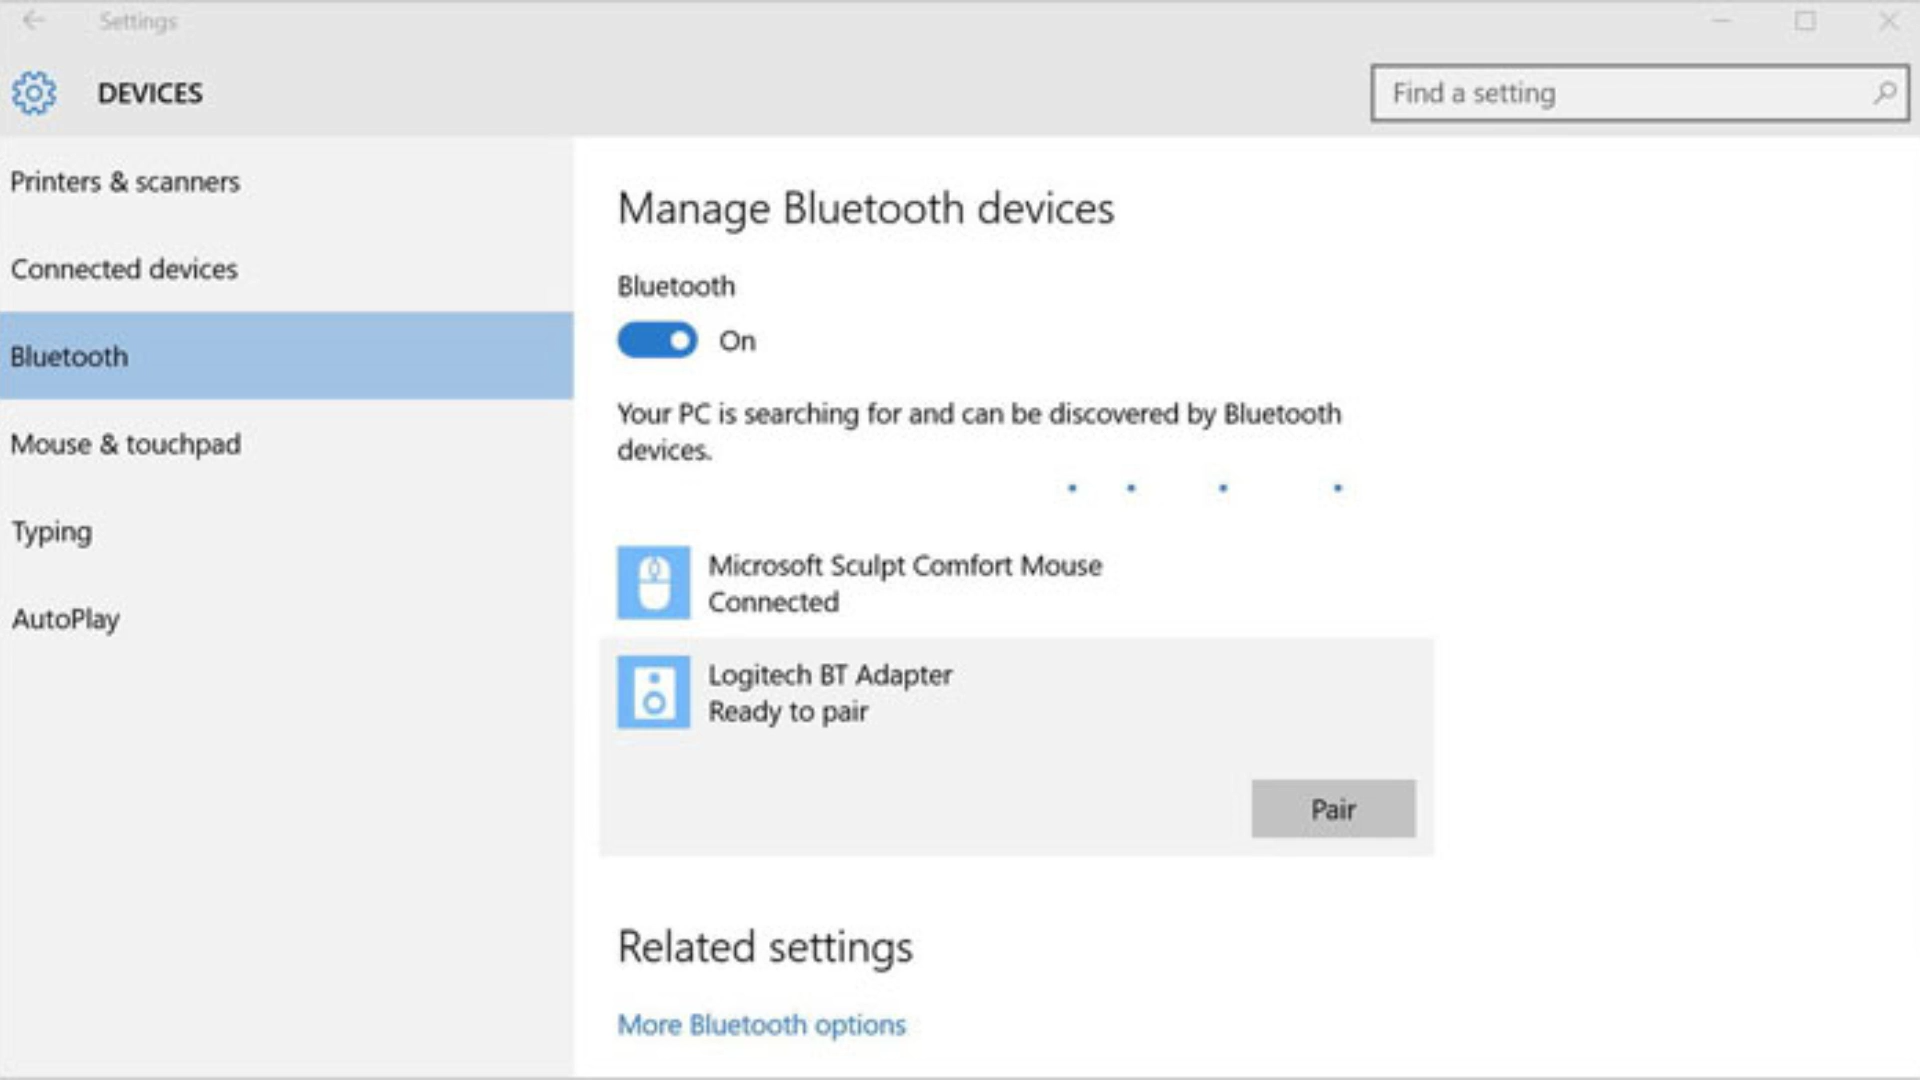 Settings
DEVICES
Find a setting
Printers & scanners
Connected devices
Bluetooth
Mouse & touchpad
Typing
AutoPlay
Manage Bluetooth devices
Bluetooth
On
Your PC is searching for and can be discovered by Bluetooth
devices.
Microsoft Sculpt Comfort Mouse
Connected
Logitech BT Adapter
Ready to pair
Pair
Related settings
More Bluetooth options